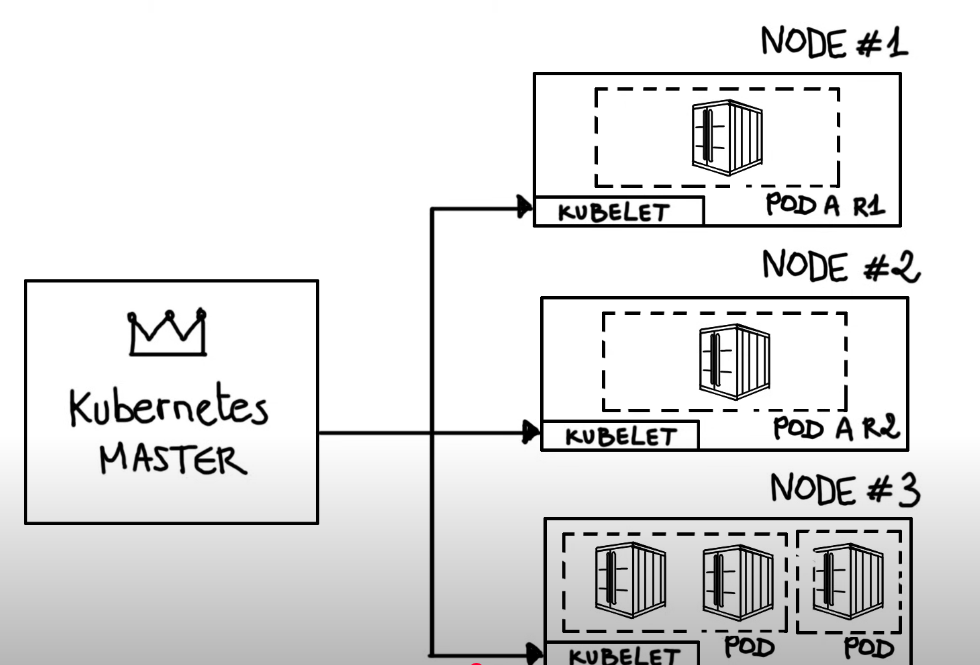 NODE #1
KUBELET
POD A R1
NODE #2
Kubernetes
MASTER
KUBELET
POD A R2
NODE #3
POD
POD
KUBELET